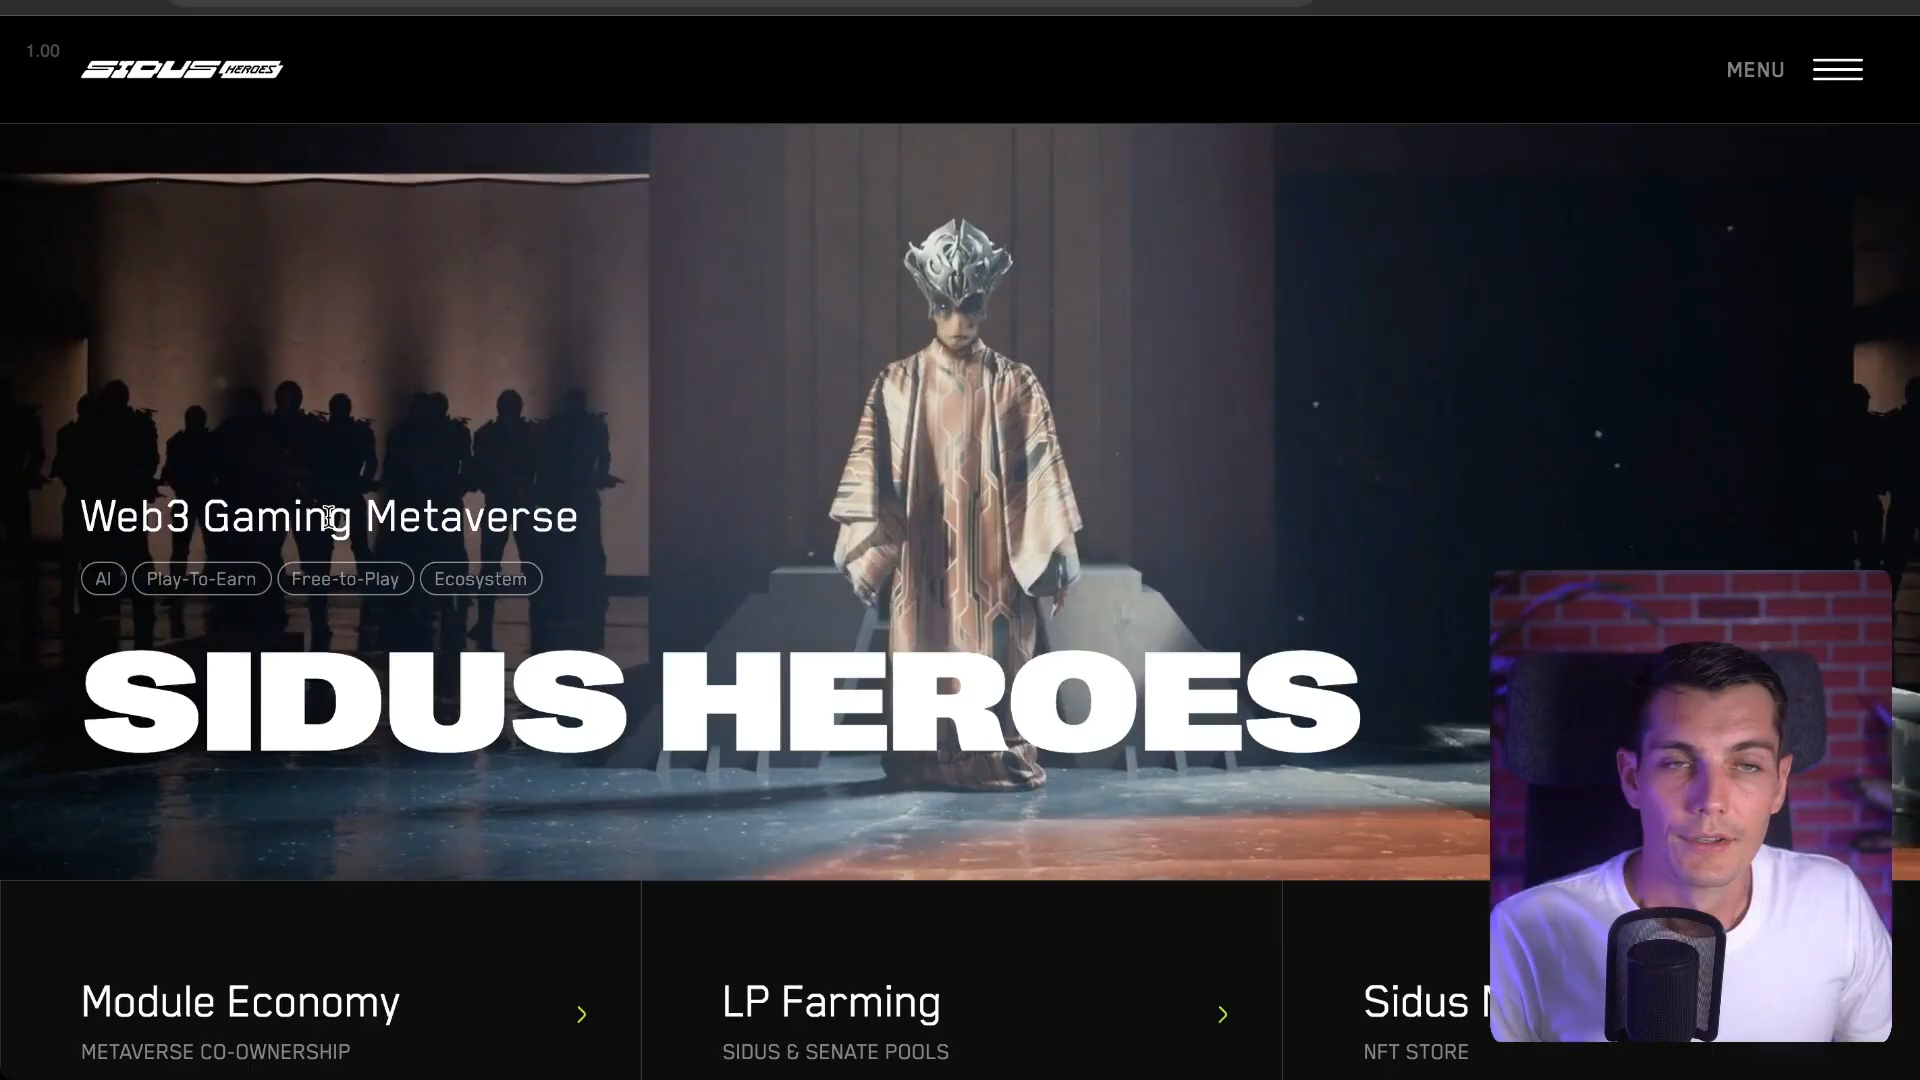 1.00
SIDUS HEROES
MENU
Web3 Gaming Metaverse
AI
Play-To-Earn
Free-to-Play
Ecosystem
SIDUS HEROES
Module Economy
METAVERSE CO-OWNERSHIP
LP Farming
SIDUS & SENATE POOLS
Sidus
NFT STORE